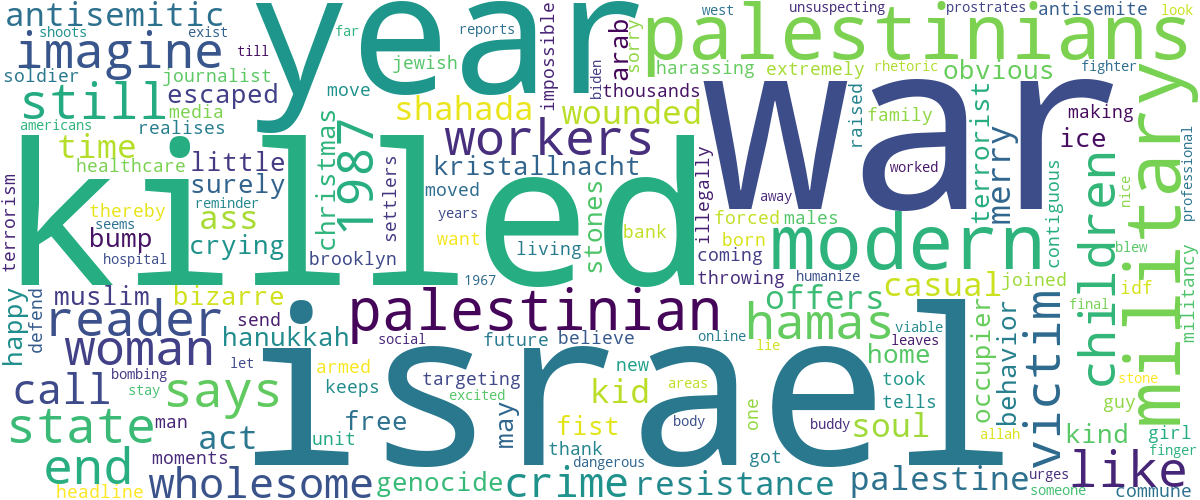 antisemitic
shoots
exist
till
year
far
reports
impossible
biden
arab
sorry
west
unsuspecting
prostrates
antisemite
look
palestinians
imagine
soldier
journalist
jewish
move
harassing
extremely
rhetoric
obvious
fighter
still
escaped
media
shahada
thousands
wounded
war
raised
family
terrorist
making
military
americans
realises
time
healthcare
little
christmas
1987
workers
kristallnacht
worked
merry
ice
children
nice
professional
killed
terrorism
surely
reminder
thereby
seems
ass
bump
hospital
crying
brooklyn
settlers
moved
years
want
living
1967
stones
bank
illegally
away
forced
males
born
coming
throwing
humanize
modern
contiguous
blew
happy
defend
muslim
bizarre
send
hanukkah
palestinian
offers
casual
joined
idf
militancy
reader
woman
let
social
future
believe
online
hamas
viable
leaves
lie
occupier
behavior
victim
final
stone
call
bombing
stay
says
armed
keeps
israel
targeting
excited
new
kid
areas
home
took
tells
guy
state
man
act
free
unit
may
fist
body
one
buddy
soul
allah
kind
girl
finger
end
moments
thank
got
dangerous
headline
wholesome
genocide
crime
resistance
palestine
urges
like
someone
commune